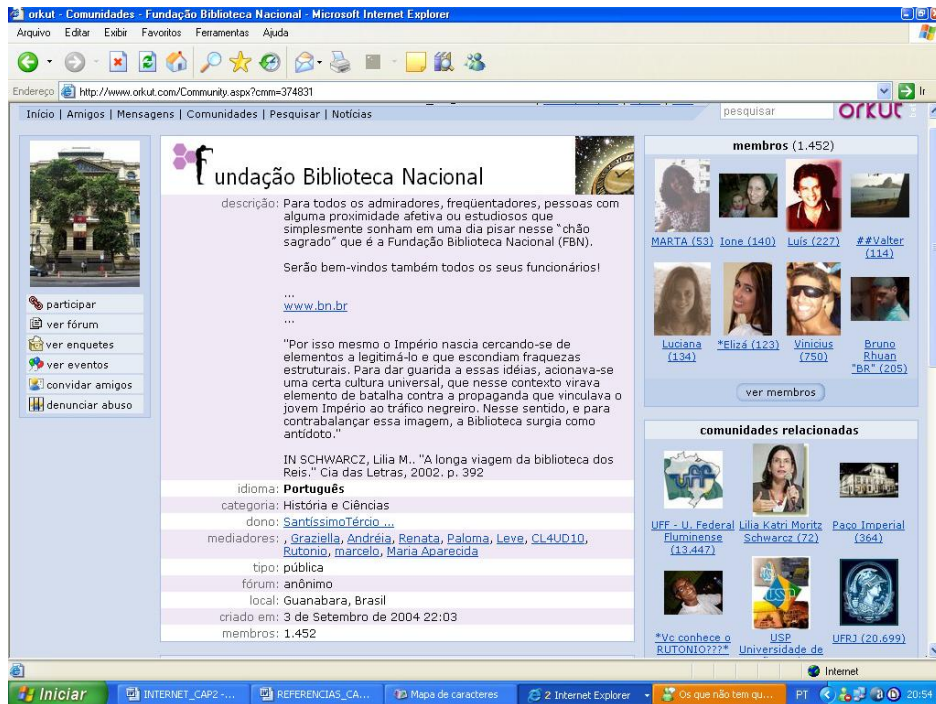 orkut - Comunidades - Fundação Biblioteca Nacional - Microsoft Internet Explorer
Arquivo Editar Exibir Favoritos Ferramentas Ajuda
Endereço http://www.orkut.com/Community.aspx?cmm=374831 Ir
Início | Amigos | Mensagens | Comunidades | Pesquisar | Notícias
pesquisar
orkut
participar
ver fórum
ver enquetes
ver eventos
convidar amigos
denunciar abuso
fundação Biblioteca Nacional
descrição: Para todos os admiradores, freqüentadores, pessoas com
alguma proximidade afetiva ou estudiosos que
simplesmente sonham em uma dia pisar nesse "chão
sagrado" que é a Fundação Biblioteca Nacional (FBN).
Serão bem-vindos também todos os seus funcionários!
...
www.bn.br
...
"Por isso mesmo o Império nascia cercando-se de
elementos a legitimá-lo e que escondiam fraquezas
estruturais. Para dar guarida a essas idéias, acionava-se
uma certa cultura universal, que nesse contexto virava
elemento de batalha contra a propaganda que vinculava o
jovem Império ao tráfico negreiro. Nesse sentido, e para
contrabalançar essa imagem, a Biblioteca surgia como
antídoto."
IN SCHWARCZ, Lilia M.. "A longa viagem da biblioteca dos
Reis." Cia das Letras, 2002. p. 392
idioma: Português
categoria: História e Ciências
dono: SantíssimoTércio ...
mediadores: , Graziella, Andréia, Renata, Paloma, Leve, CL4UD10,
Rutonio, marcelo, Maria Aparecida
tipo: pública
fórum: anônimo
local: Guanabara, Brasil
criado em: 3 de Setembro de 2004 22:03
membros: 1.452
membros (1.452)
MARTA (53) Ione (140) Luís (227) ##Valter
(114)
Luciana *Elizá (123) Vinicius Bruno
(134) (750) Rhuan
"BR" (205)
ver membros
comunidades relacionadas
uff
UFF - U. Federal Lilia Katri Moritz Paço Imperial
Fluminense Schwarcz (72) (364)
(13.447)
USP
*Vc conhece o USP UFRJ (20.699)
RUTONIO???* Universidade de
Internet
Iniciar INTERNET_CAP2 -... REFERENCIAS_CA... Mapa de caracteres 2 Internet Explorer Os que não tem qu... PT 20:54